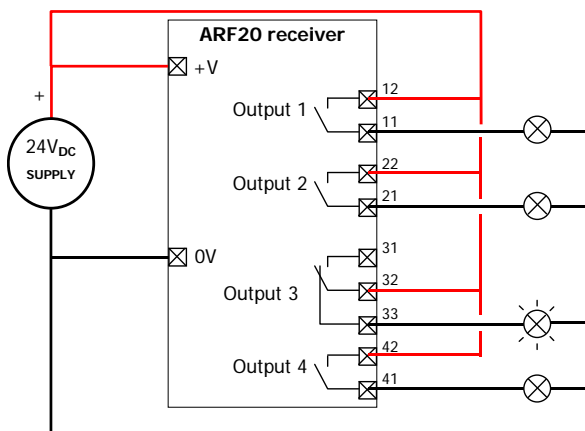 ARF20 receiver
+V
+
12
Output 1
11
24VDC
SUPPLY
22
Output 2
21
0V
31
32
Output 3
33
42
Output 4
41